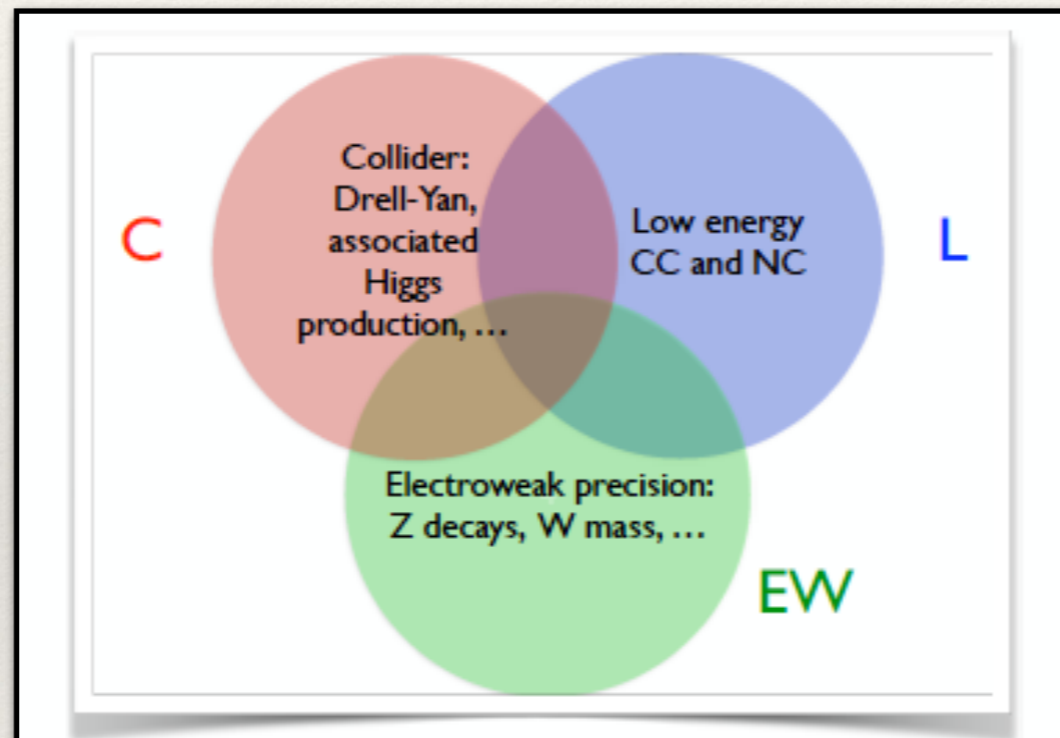 Collider:
Drell-Yan,
associated
Higgs
production, …
C
Low energy
CC and NC
L
Electroweak precision:
Z decays, W mass, …
EW